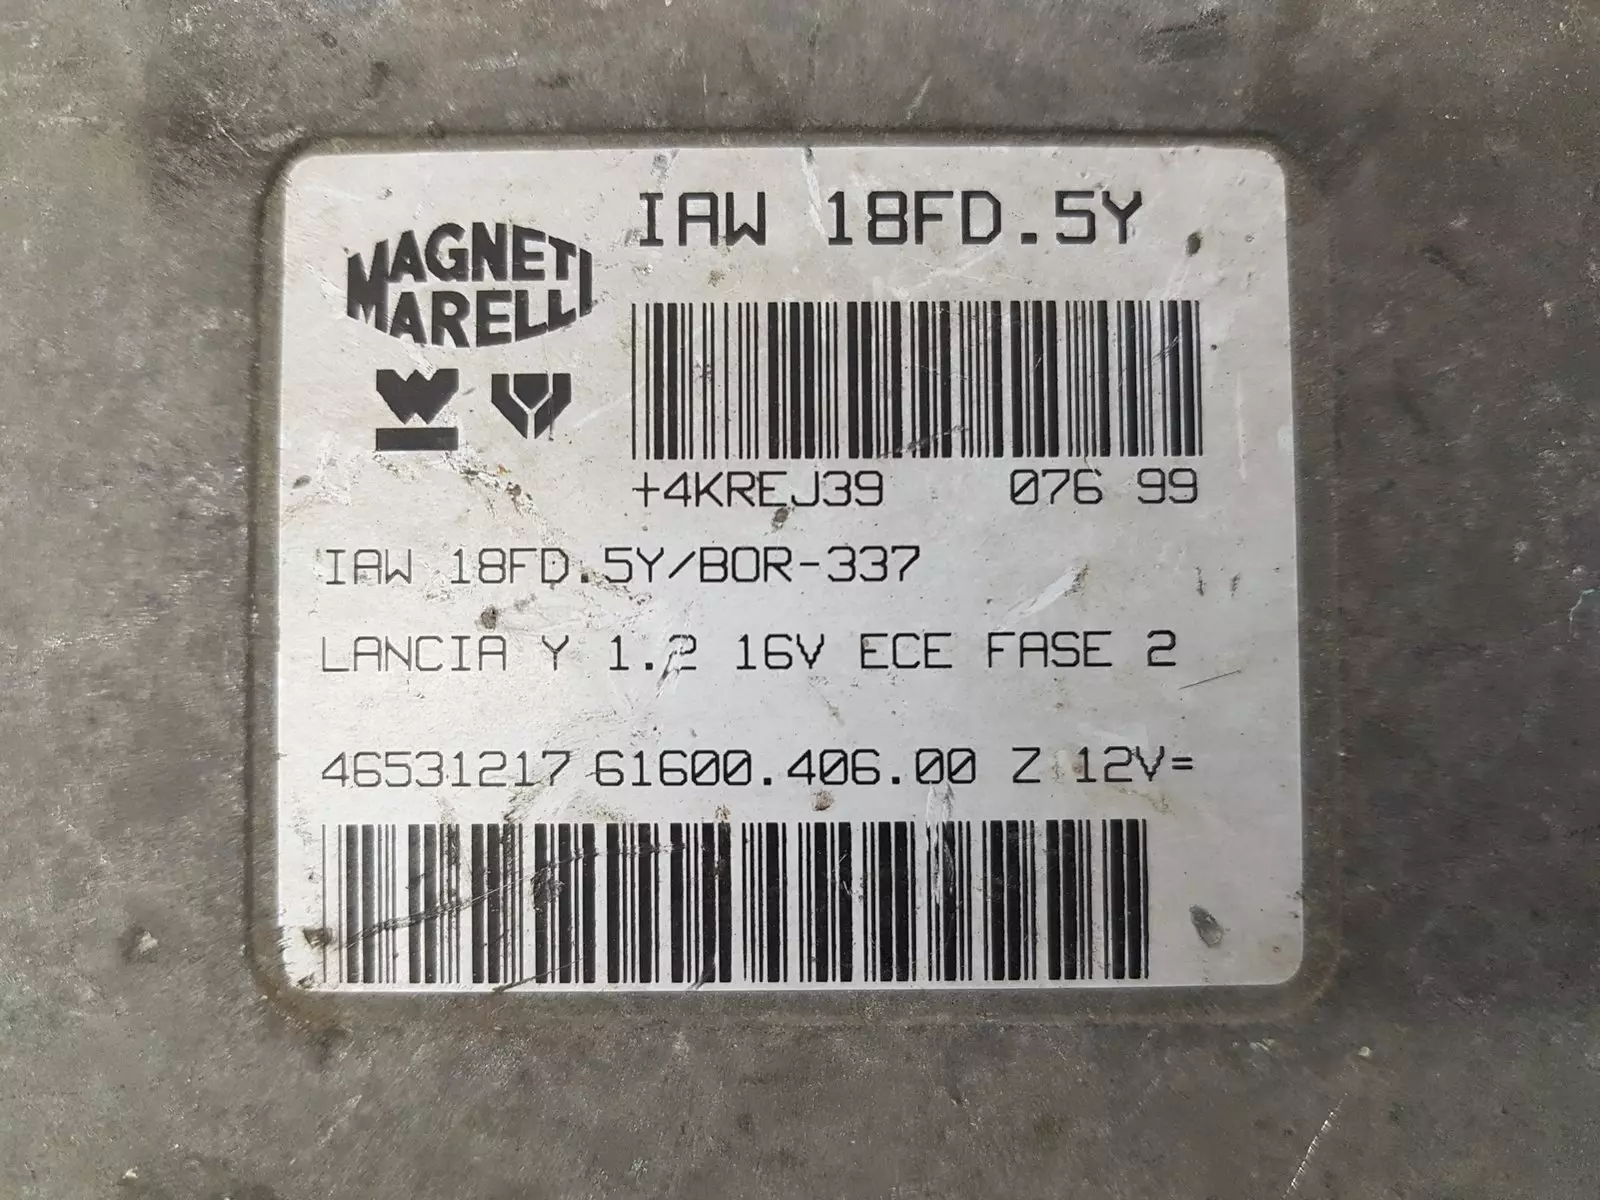 MAGNETI
MARELLI
IAW 18FD.5Y
+4KREJ39 076 99
IAW 18FD.5Y/BOR-337
LANCIA Y 1.2 16V ECE FASE 2
46531217 61600.406.00 Z 12V=